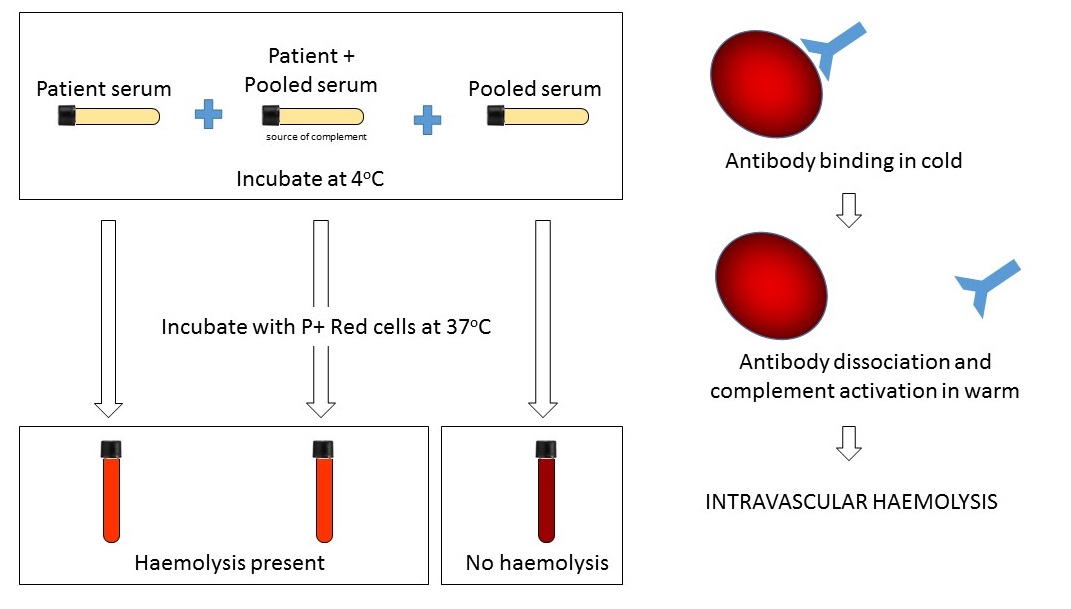 Patient serum
Patient +
Pooled serum
source of complement
Pooled serum
Incubate at 4°C
Incubate with P+ Red cells at 37°C
Haemolysis present
No haemolysis
Antibody binding in cold
Antibody dissociation and
complement activation in warm
INTRAVASCULAR HAEMOLYSIS